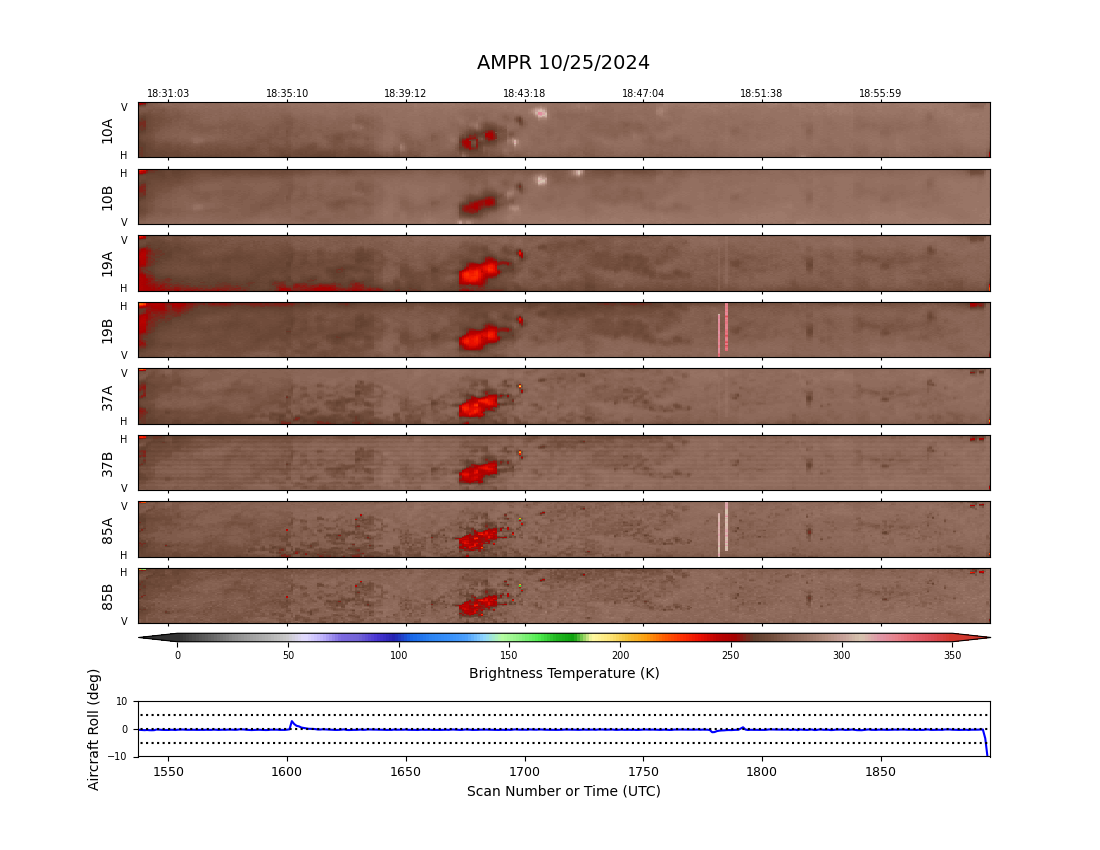 AMPR 10/25/2024
18:31:03 18:35:10 18:39:12 18:43:18 18:47:04 18:51:38 18:55:59
V
10A
H
H
10B
V
V
19A
H
H
19B
V
V
37A
H
H
37B
V
V
85A
H
H
85B
V
0 50 100 150 200 250 300 350
Brightness Temperature (K)
Aircraft Roll (deg)
10
0
−10
1550 1600 1650 1700 1750 1800 1850
Scan Number or Time (UTC)